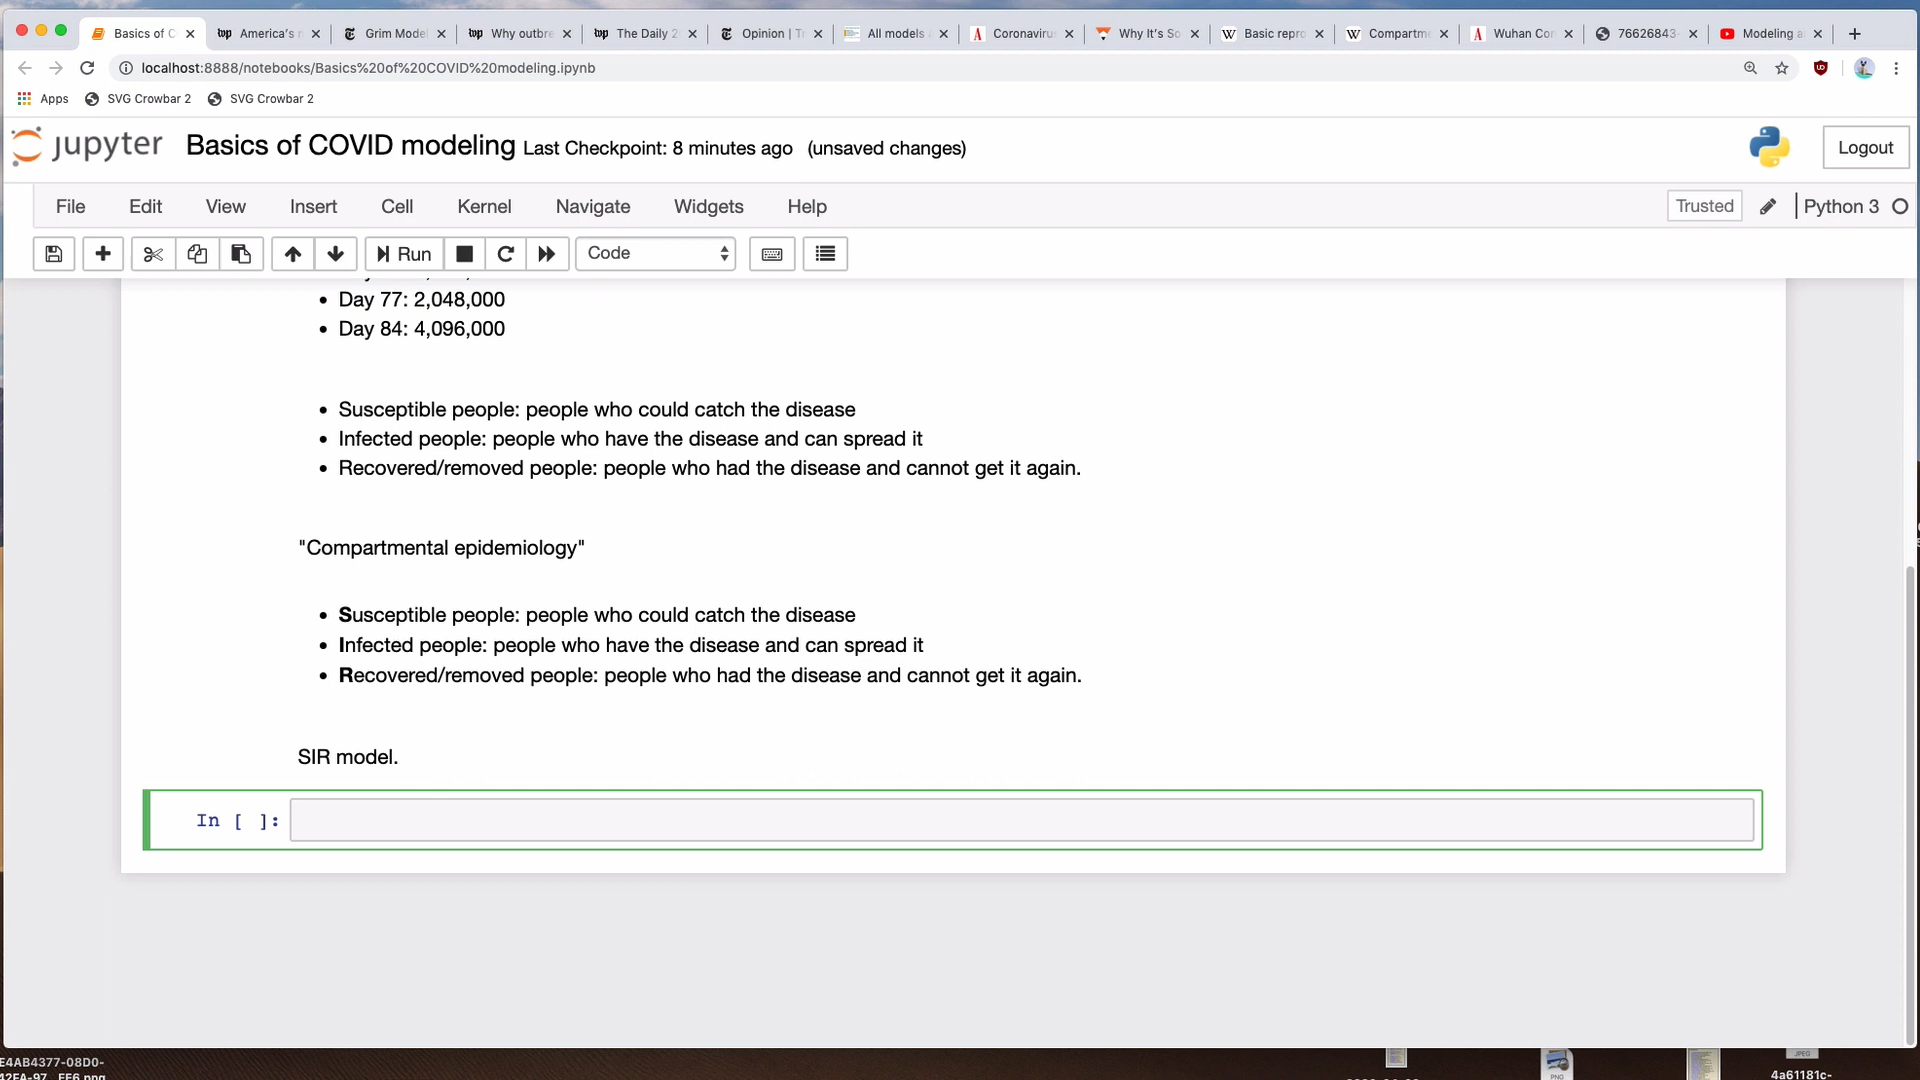 Basics of C
America's
Grim Mode
Why outbre
The Daily 2
Opinion | T
All models
Coronaviru
Why It's So
Basic repro
Compartme
Wuhan Cor
76626843-
Modeling a
localhost:8888/notebooks/Basics%20of%20COVID%20modeling.ipynb
Apps
SVG Crowbar 2
SVG Crowbar 2
jupyter
Basics of COVID modeling Last Checkpoint: 8 minutes ago (unsaved changes)
Logout
File Edit View Insert Cell Kernel Navigate Widgets Help
Trusted
Python 3
Run
Code
• Day 77: 2,048,000
• Day 84: 4,096,000
• Susceptible people: people who could catch the disease
• Infected people: people who have the disease and can spread it
• Recovered/removed people: people who had the disease and cannot get it again.
"Compartmental epidemiology"
• Susceptible people: people who could catch the disease
• Infected people: people who have the disease and can spread it
• Recovered/removed people: people who had the disease and cannot get it again.
SIR model.
In [ ]:
E4AB4377-08D0-
4a61181c-